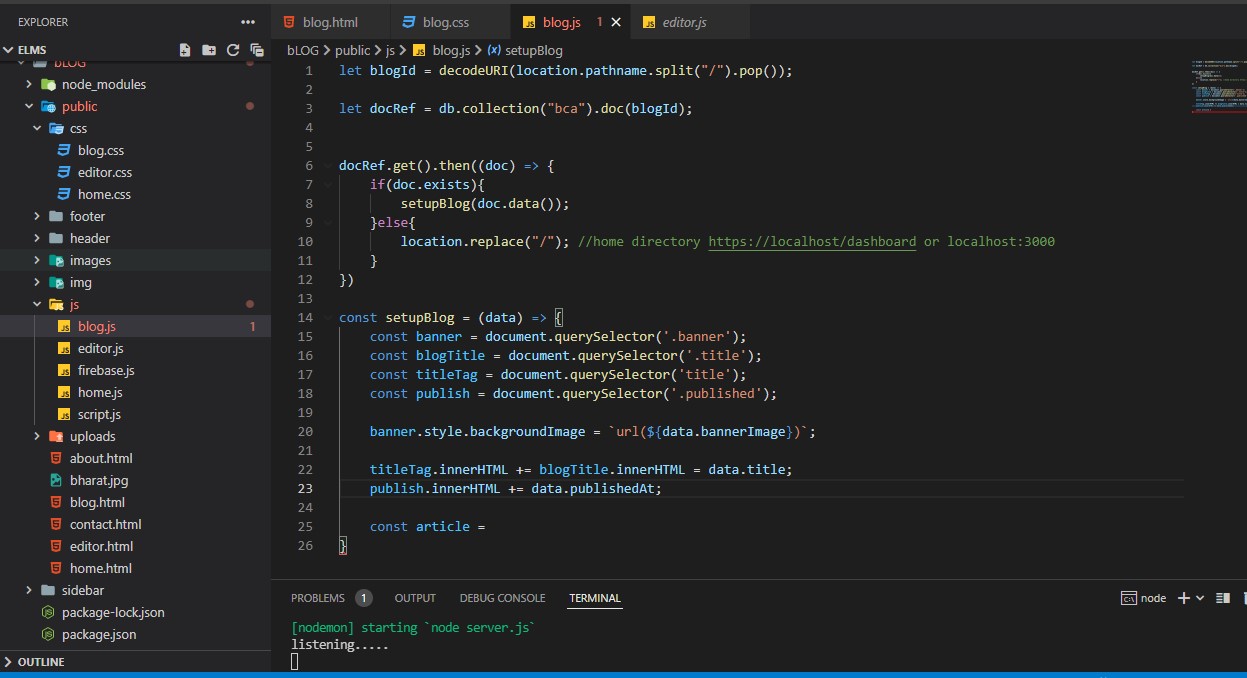 EXPLORER
ELMS
bLOG
node_modules
public
css
blog.css
editor.css
home.css
footer
header
images
img
js
blog.js 1
editor.js
firebase.js
home.js
script.js
uploads
about.html
bharat.jpg
blog.html
contact.html
editor.html
home.html
sidebar
package-lock.json
package.json
OUTLINE
blog.html
blog.css
blog.js 1
editor.js
bLOG > public > js > blog.js > setupBlog
1 let blogId = decodeURI(location.pathname.split("/").pop());
2
3 let docRef = db.collection("bca").doc(blogId);
4
5
6 docRef.get().then((doc) => {
7 if(doc.exists){
8 setupBlog(doc.data());
9 }else{
10 location.replace("/"); //home directory https://localhost/dashboard or localhost:3000
11 }
12 })
13
14 const setupBlog = (data) => {
15 const banner = document.querySelector('.banner');
16 const blogTitle = document.querySelector('.title');
17 const titleTag = document.querySelector('title');
18 const publish = document.querySelector('.published');
19
20 banner.style.backgroundImage = `url(${data.bannerImage})`;
21
22 titleTag.innerHTML += blogTitle.innerHTML = data.title;
23 publish.innerHTML += data.publishedAt;
24
25 const article =
26 }
PROBLEMS 1 OUTPUT DEBUG CONSOLE TERMINAL
node
[nodemon] starting `node server.js`
listening.....